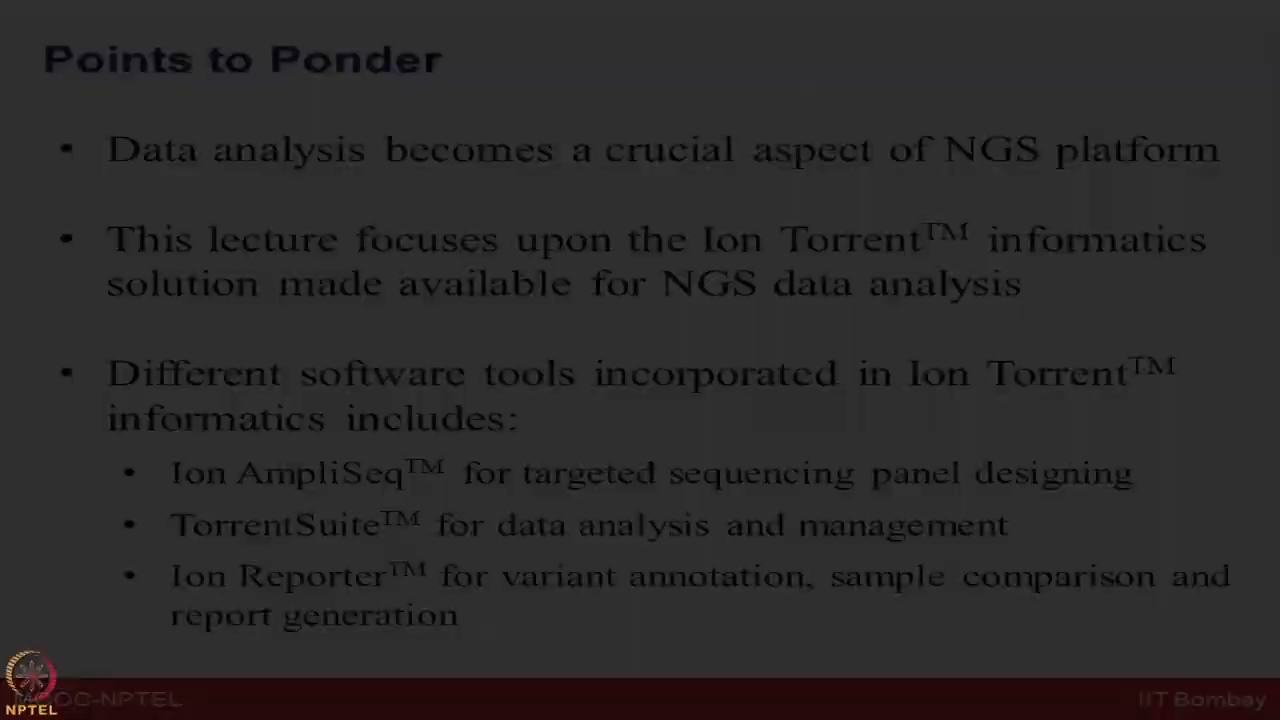 Points to Ponder
• Data analysis becomes a crucial aspect of NGS platform
• This lecture focuses upon the Ion Torrent™ informatics
solution made available for NGS data analysis
• Different software tools incorporated in Ion Torrent™
informatics includes:
• Ion AmpliSeq™ for targeted sequencing panel designing
• TorrentSuite™ for data analysis and management
• Ion Reporter™ for variant annotation, sample comparison and
report generation
MOOC-NPTEL
NPTEL
IIT Bombay